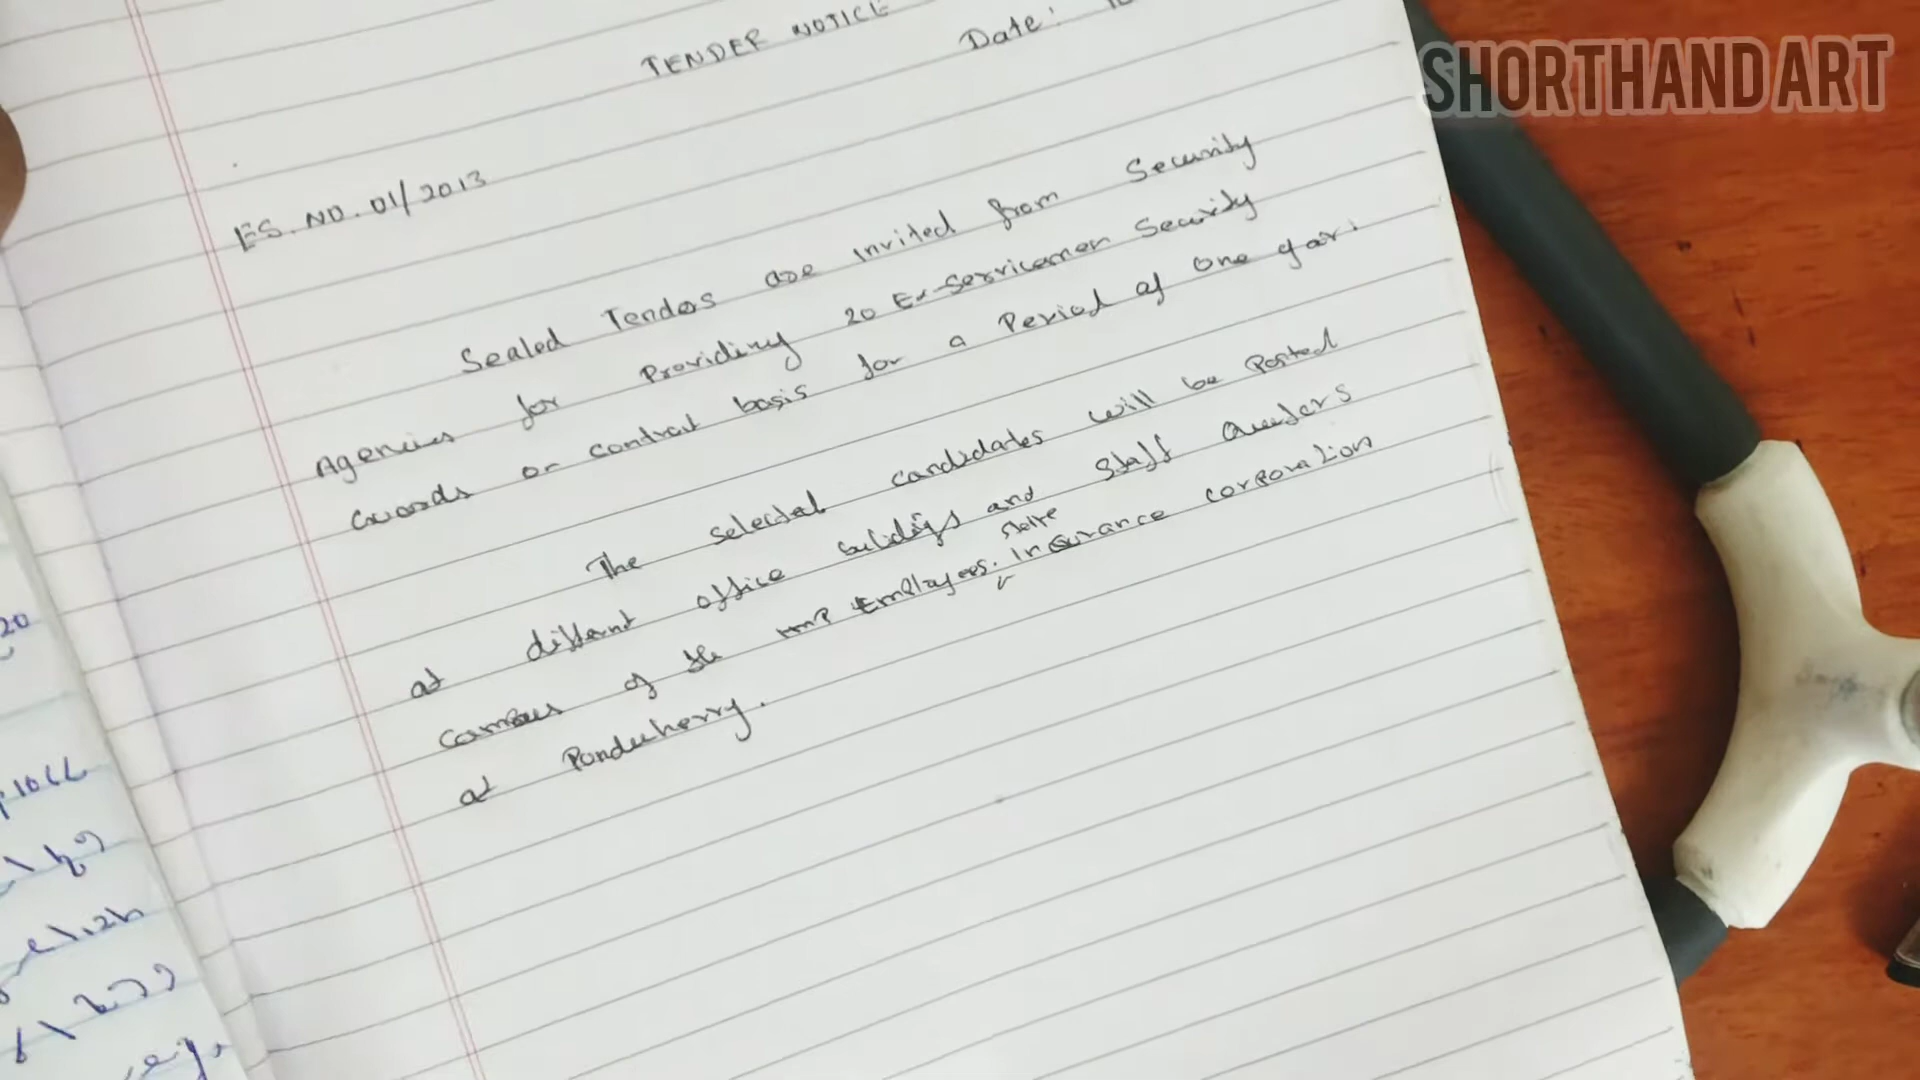 SHORTHAND ART
TENDER NOTICE
Date:
ES. NO. 01/2013
Sealed Tenders are invited from Security
Agencies for Providing 20 Ex-Servicemen Security
Guards on contract basis for a Period of one year.
The selected candidates will be Posted
at different office buildings and Staff Quarters
State
campus of the Employees. Insurance corporation
at Pondicherry.
20